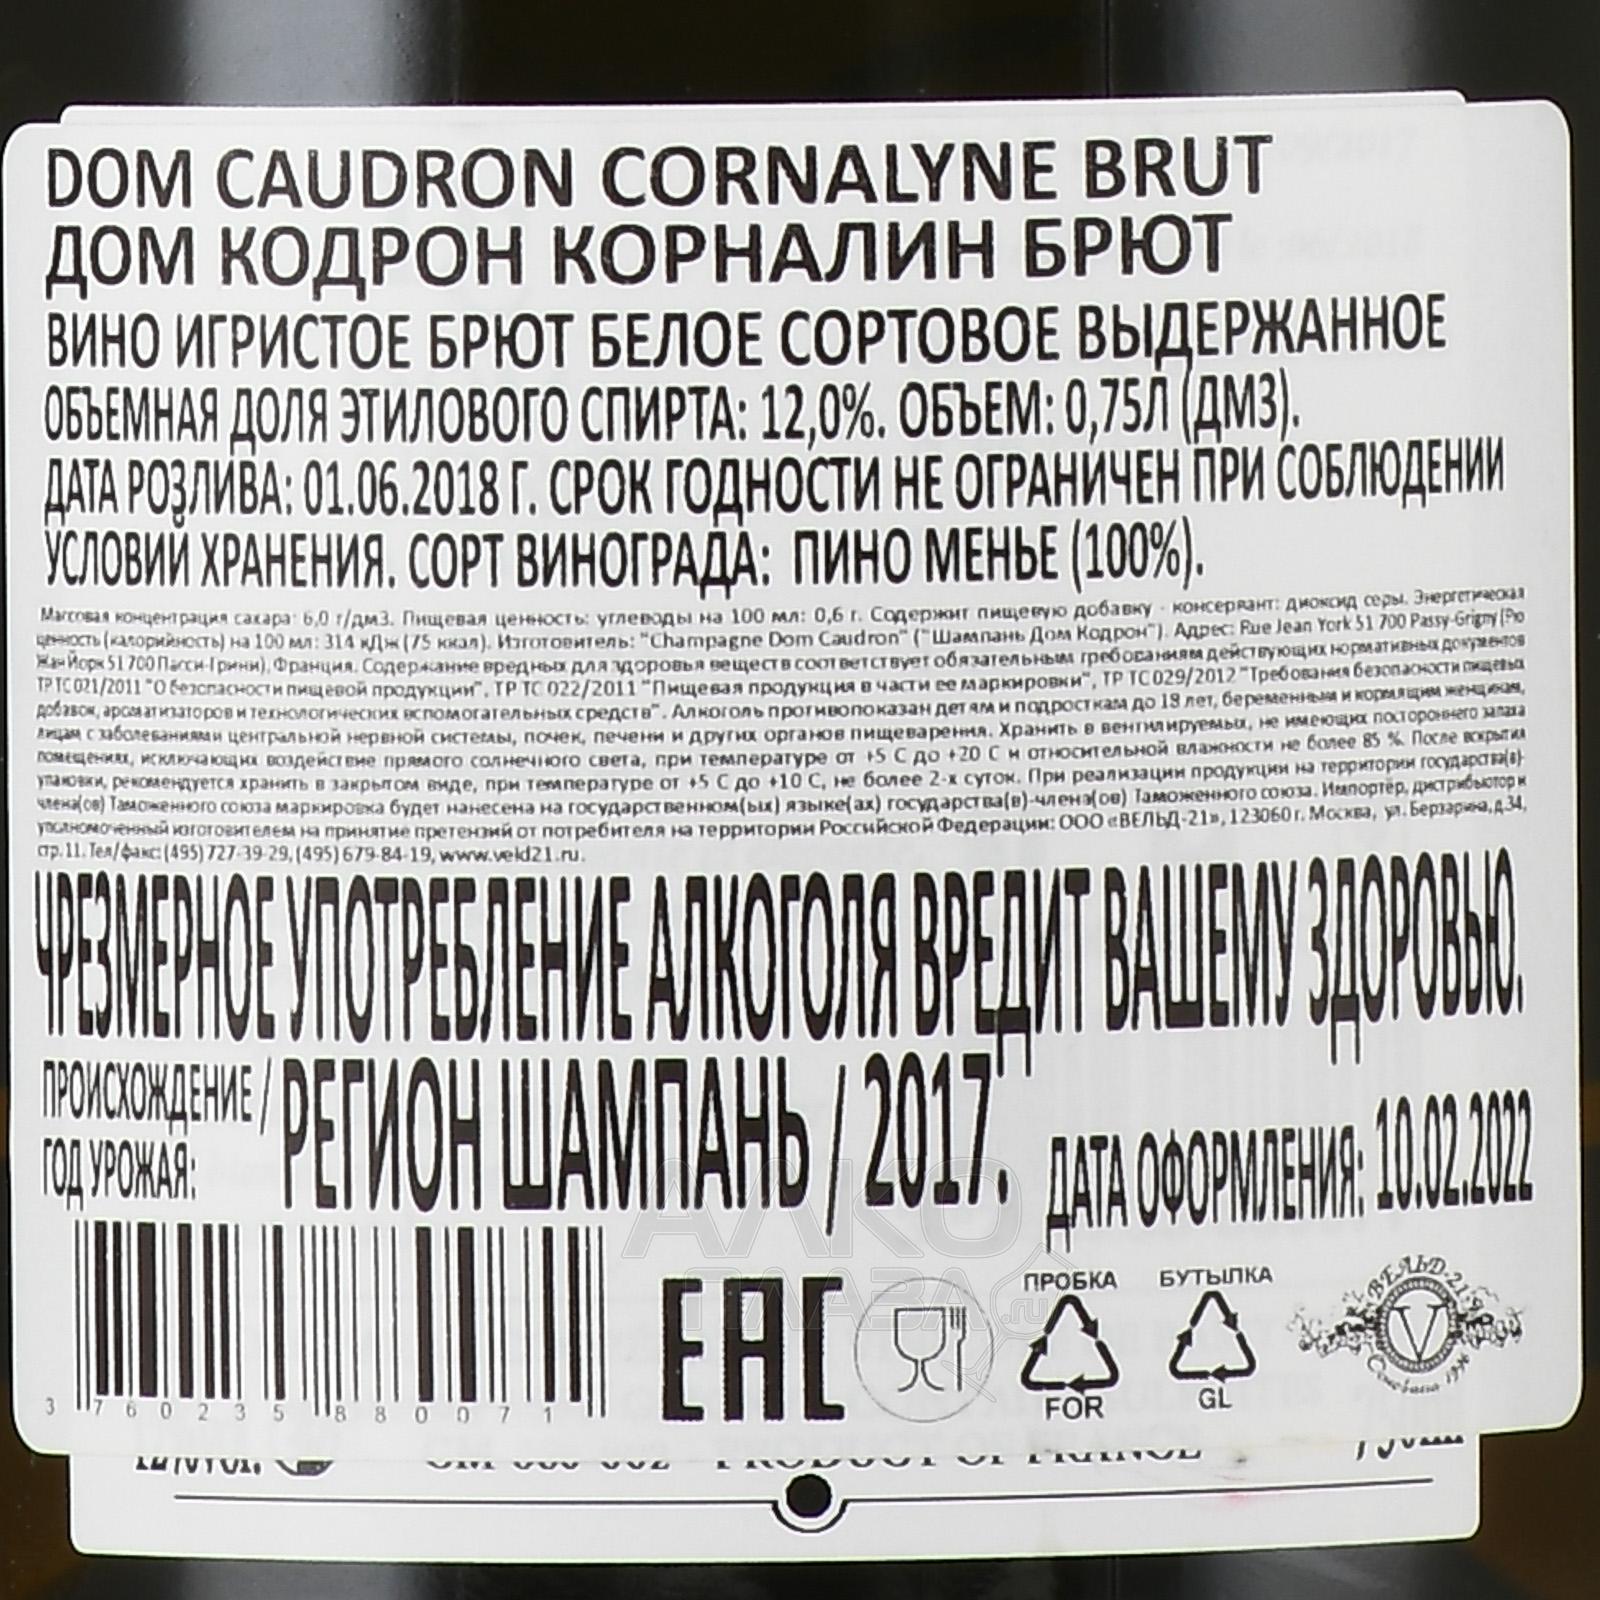 DOM CAUDRON CORNALYNE BRUT
ДОМ КОДРОН КОРНАЛИН БРЮТ
ВИНО ИГРИСТОЕ БРЮТ БЕЛОЕ СОРТОВОЕ ВЫДЕРЖАННОЕ
ОБЪЕМНАЯ ДОЛЯ ЭТИЛОВОГО СПИРТА: 12,0%. ОБЪЕМ: 0,75Л (ДМ3).
ДАТА РОЗЛИВА: 01.06.2018 Г. СРОК ГОДНОСТИ НЕ ОГРАНИЧЕН ПРИ СОБЛЮДЕНИИ
УСЛОВИЙ ХРАНЕНИЯ. СОРТ ВИНОГРАДА: ПИНО МЕНЬЕ (100%).
Массовая концентрация сахара: 6,0 г/дм3. Пищевая ценность: углеводы на 100 мл: 0,6 г. Содержит пищевую добавку - консервант: диоксид серы. Энергетическая
ценность (калорийность) на 100 мл: 314 кДж (75 ккал). Изготовитель: "Champagne Dom Caudron" ("Шампань Дом Кодрон"). Адрес: Rue Jean York 51 700 Passy-Grigny (Рю
Жан Йорк 51 700 Пасси-Грини), Франция. Содержание вредных для здоровья веществ соответствует обязательным требованиям действующих нормативных документов
ТР ТС 021/2011 "О безопасности пищевой продукции", ТР ТС 022/2011 "Пищевая продукция в части ее маркировки", ТР ТС 029/2012 "Требования безопасности пищевых
добавок, ароматизаторов и технологических вспомогательных средств". Алкоголь противопоказан детям и подросткам до 18 лет, беременным и кормящим женщинам,
лицам с заболеваниями центральной нервной системы, почек, печени и других органов пищеварения. Хранить в вентилируемых, не имеющих постороннего запаха
помещениях, исключающих воздействие прямого солнечного света, при температуре от +5 С до +20 С и относительной влажности не более 85 %. После вскрытия
упаковки, рекомендуется хранить в закрытом виде, при температуре от +5 С до +10 С, не более 2-х суток. При реализации продукции на территории государства(в)-
члена(ов) Таможенного союза маркировка будет нанесена на государственном(ых) языке(ах) государства(в)-члена(ов) Таможенного союза. Импортёр, дистрибьютор и
уполномоченный изготовителем на принятие претензий от потребителя на территории Российской Федерации: ООО «ВЕЛЬД-21», 123060 г. Москва, ул. Берзарина, д.34,
стр.11. Тел/факс: (495) 727-39-29, (495) 679-84-19, www.veld21.ru.
ЧРЕЗМЕРНОЕ УПОТРЕБЛЕНИЕ АЛКОГОЛЯ ВРЕДИТ ВАШЕМУ ЗДОРОВЬЮ.
ПРОИСХОЖДЕНИЕ /
ГОД УРОЖАЯ:
РЕГИОН ШАМПАНЬ / 2017.
ДАТА ОФОРМЛЕНИЯ: 10.02.2022
3 760235 880071
EAC
ПРОБКА
FOR
БУТЫЛКА
GL
ВЕЛЬД-21
V
АЛКО
ПЛАЗА.ru
PRODUCT OF FRANCE